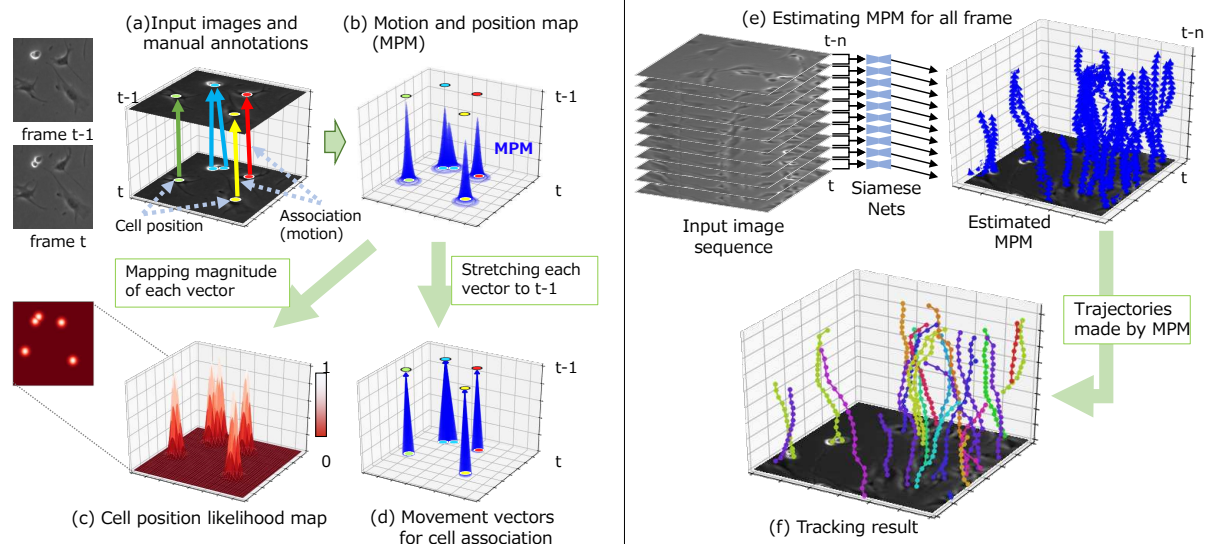 (a)Input images and
manual annotations
frame t-1
frame t
t-1
t
Cell position
Association
(motion)
(b) Motion and position map
(MPM)
t-1
MPM
t
Mapping magnitude
of each vector
Stretching each
vector to t-1
1
0
(c) Cell position likelihood map
t-1
t
(d) Movement vectors
for cell association
(e) Estimating MPM for all frame
t-n
t
Input image
sequence
Siamese
Nets
t-n
t
Estimated
MPM
Trajectories
made by MPM
(f) Tracking result